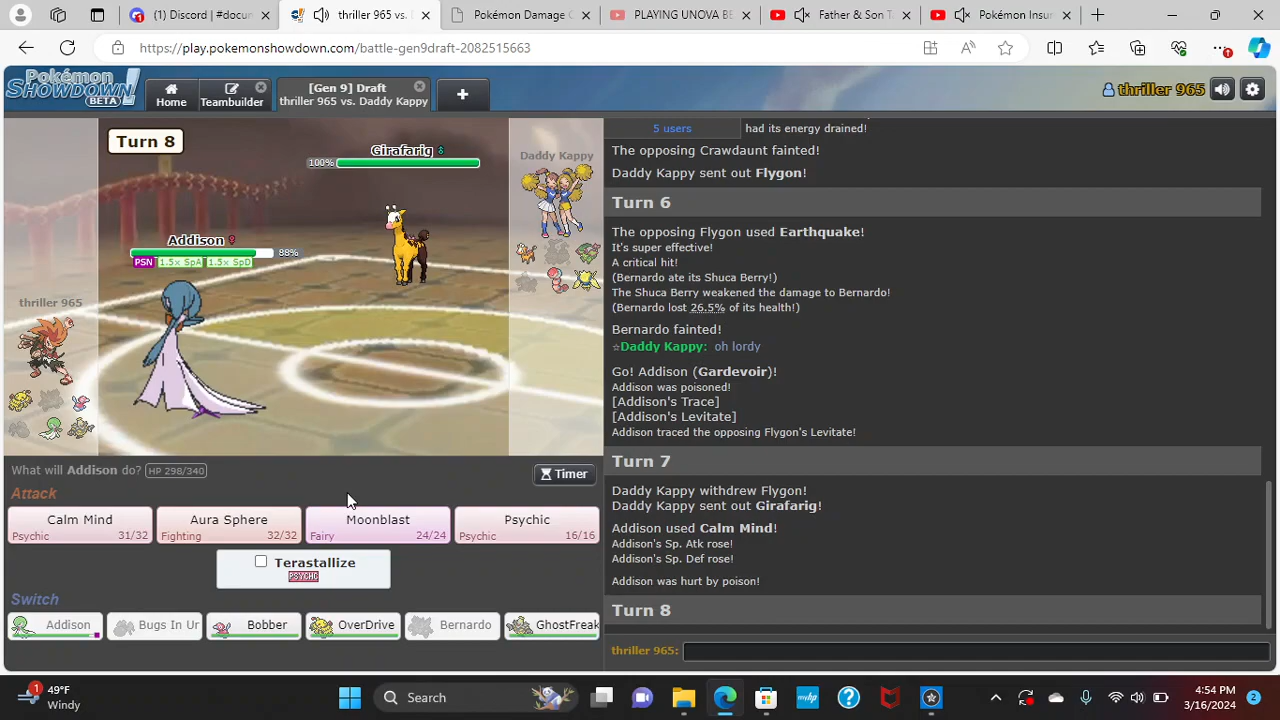 (1) Discord | #docum
thriller 965 vs. D
Pokémon Damage C
PLAYING UNOVA BE
Father & Son Ta
Pokémon Insum
https://play.pokemonshowdown.com/battle-gen9draft-2082515663
Pokémon
SHOWDOWN!
BETA
Home
Teambuilder
[Gen 9] Draft
thriller 965 vs. Daddy Kappy
thriller 965
Turn 8
Girafarig
100%
Daddy Kappy
Addison
88%
PSN 1.5× SpA 1.5× SpD
thriller 965
What will Addison do? HP 298/340
Timer
Attack
Calm Mind
Psychic 31/32
Aura Sphere
Fighting 32/32
Moonblast
Fairy 24/24
Psychic
Psychic 16/16
Terastallize
PSYCHC
Switch
Addison
Bugs In Ur
Bobber
OverDrive
Bernardo
GhostFreak
5 users
had its energy drained!
The opposing Crawdaunt fainted!
Daddy Kappy sent out Flygon!
Turn 6
The opposing Flygon used Earthquake!
It's super effective!
A critical hit!
(Bernardo ate its Shuca Berry!)
The Shuca Berry weakened the damage to Bernardo!
(Bernardo lost 26.5% of its health!)
Bernardo fainted!
☆Daddy Kappy: oh lordy
Go! Addison (Gardevoir)!
Addison was poisoned!
[Addison's Trace]
[Addison's Levitate]
Addison traced the opposing Flygon's Levitate!
Turn 7
Daddy Kappy withdrew Flygon!
Daddy Kappy sent out Girafarig!
Addison used Calm Mind!
Addison's Sp. Atk rose!
Addison's Sp. Def rose!
Addison was hurt by poison!
Turn 8
thriller 965:
1
49°F
Windy
Search
hp
4:54 PM
3/16/2024
2